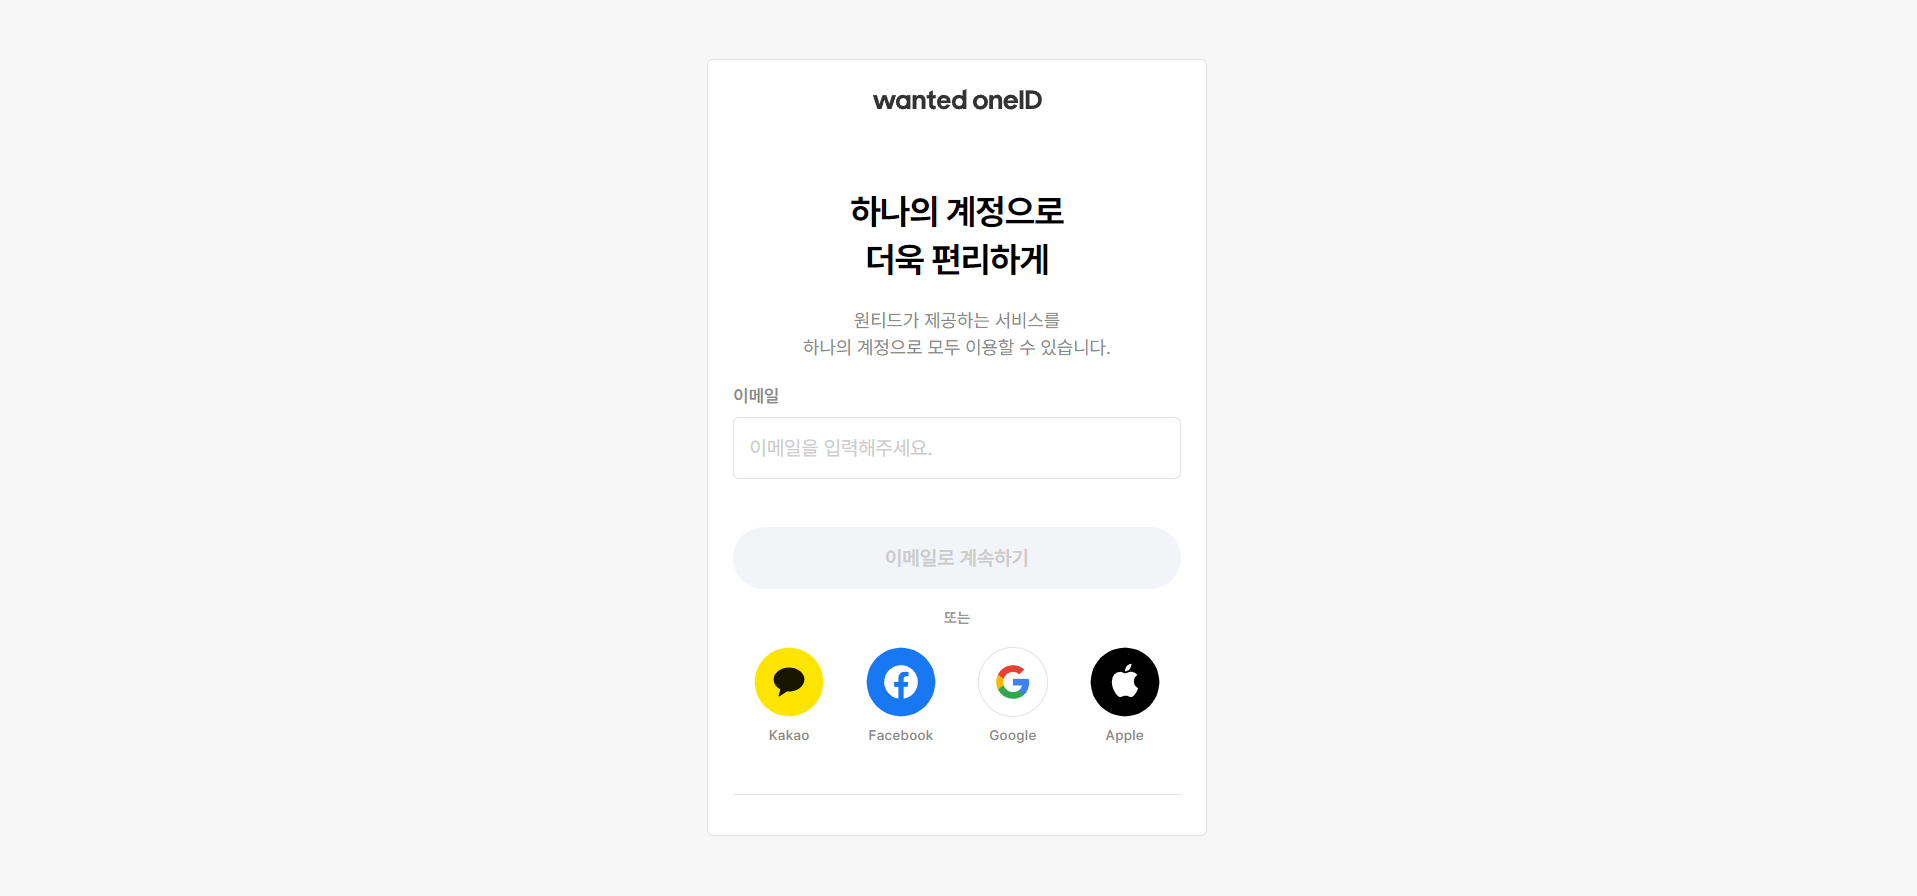 wanted oneID
하나의 계정으로
더욱 편리하게
원티드가 제공하는 서비스를
하나의 계정으로 모두 이용할 수 있습니다.
이메일
이메일을 입력해주세요.
이메일로 계속하기
또는
Kakao Facebook Google Apple